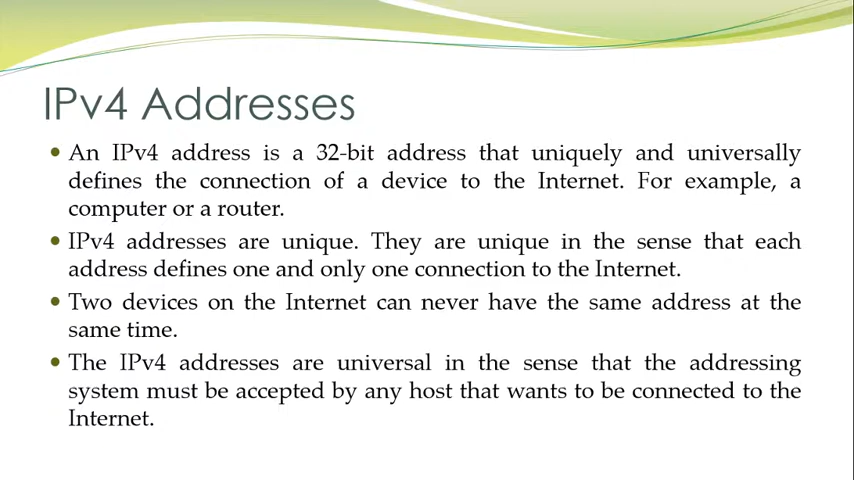 IPv4 Addresses
• An IPv4 address is a 32-bit address that uniquely and universally
defines the connection of a device to the Internet. For example, a
computer or a router.
• IPv4 addresses are unique. They are unique in the sense that each
address defines one and only one connection to the Internet.
• Two devices on the Internet can never have the same address at the
same time.
• The IPv4 addresses are universal in the sense that the addressing
system must be accepted by any host that wants to be connected to the
Internet.